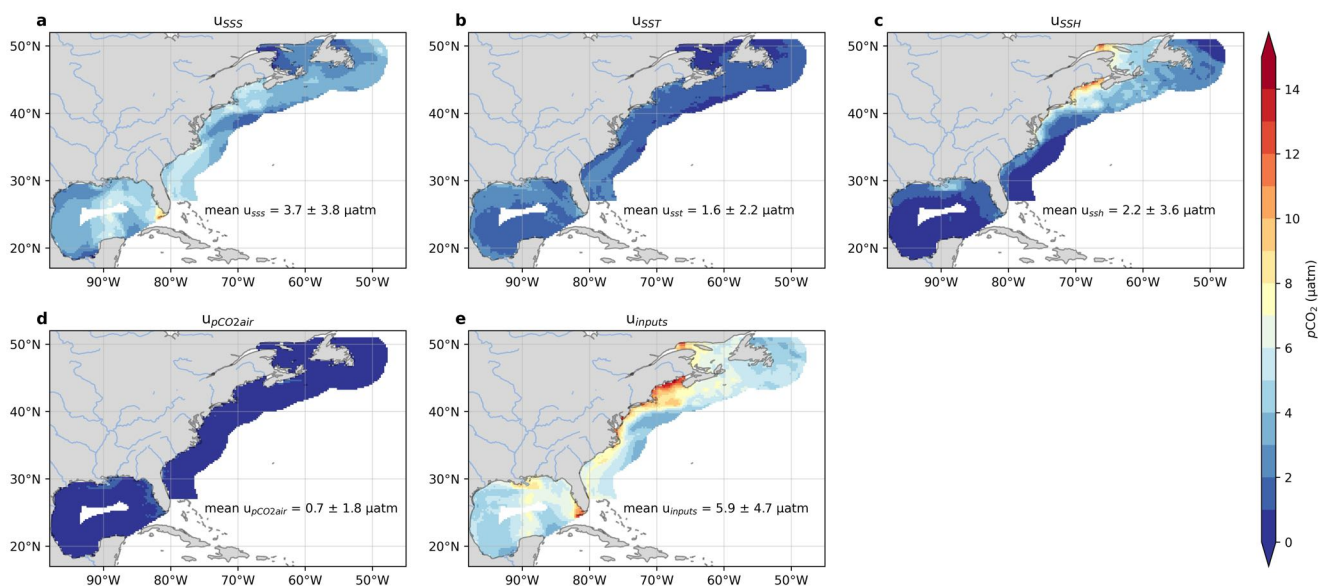 a
u_SSS
b
u_SST
c
u_SSH
50°N
40°N
30°N
20°N
90°W
80°W
70°W
60°W
50°W
mean u_sss = 3.7 ± 3.8 µatm
50°N
40°N
30°N
20°N
90°W
80°W
70°W
60°W
50°W
mean u_sst = 1.6 ± 2.2 µatm
50°N
40°N
30°N
20°N
90°W
80°W
70°W
60°W
50°W
mean u_ssh = 2.2 ± 3.6 µatm
d
u_pCO2air
e
u_inputs
50°N
40°N
30°N
20°N
90°W
80°W
70°W
60°W
50°W
mean u_pCO2air = 0.7 ± 1.8 µatm
50°N
40°N
30°N
20°N
90°W
80°W
70°W
60°W
50°W
mean u_inputs = 5.9 ± 4.7 µatm
14
12
10
8
6
4
2
0
pCO₂ (µatm)